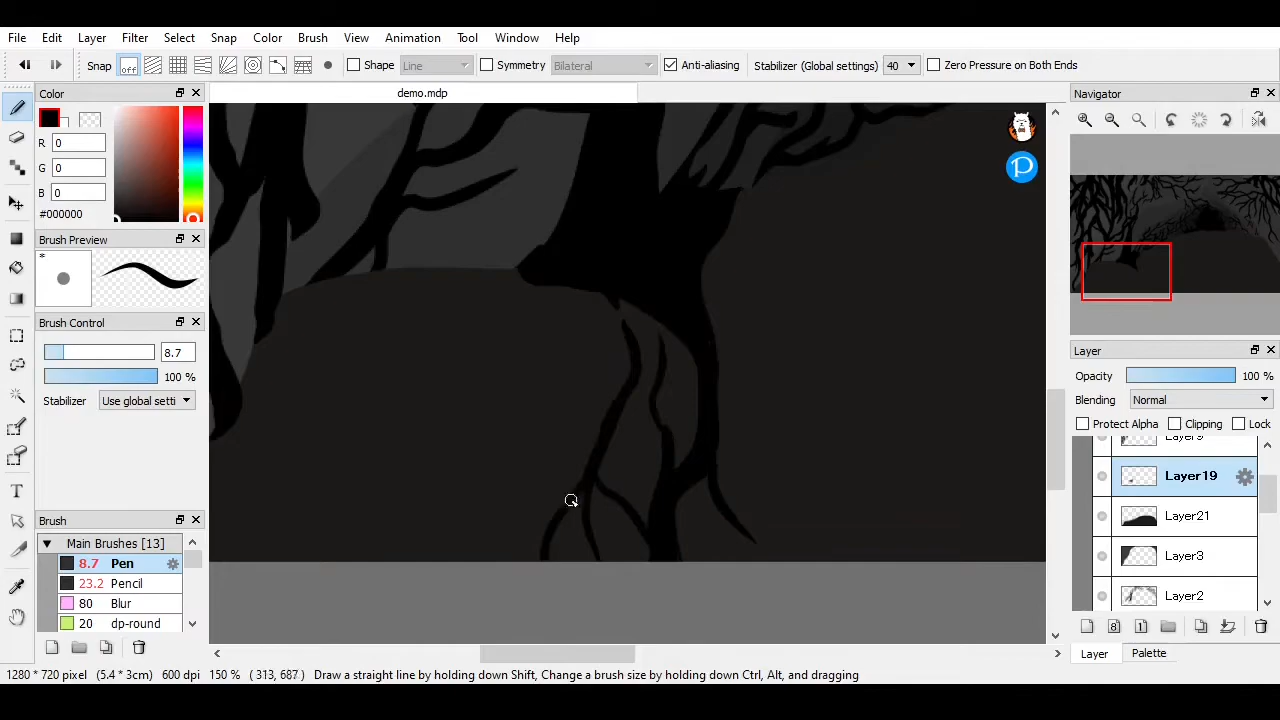 File Edit Layer Filter Select Snap Color Brush View Animation Tool Window Help
Snap off Shape Line Symmetry Bilateral Anti-aliasing Stabilizer (Global settings) 40 Zero Pressure on Both Ends
Color
demo.mdp
Navigator
R 0
G 0
B 0
#000000
Brush Preview
*
Brush Control
8.7
100 %
Stabilizer Use global setti
Brush
Main Brushes [13]
8.7 Pen
23.2 Pencil
80 Blur
20 dp-round
Layer
Opacity 100 %
Blending Normal
Protect Alpha Clipping Lock
Layer9
Layer19
Layer21
Layer3
Layer2
8 1
Layer Palette
1280 * 720 pixel (5.4 * 3cm) 600 dpi 150 % ( 313, 687 ) Draw a straight line by holding down Shift, Change a brush size by holding down Ctrl, Alt, and dragging